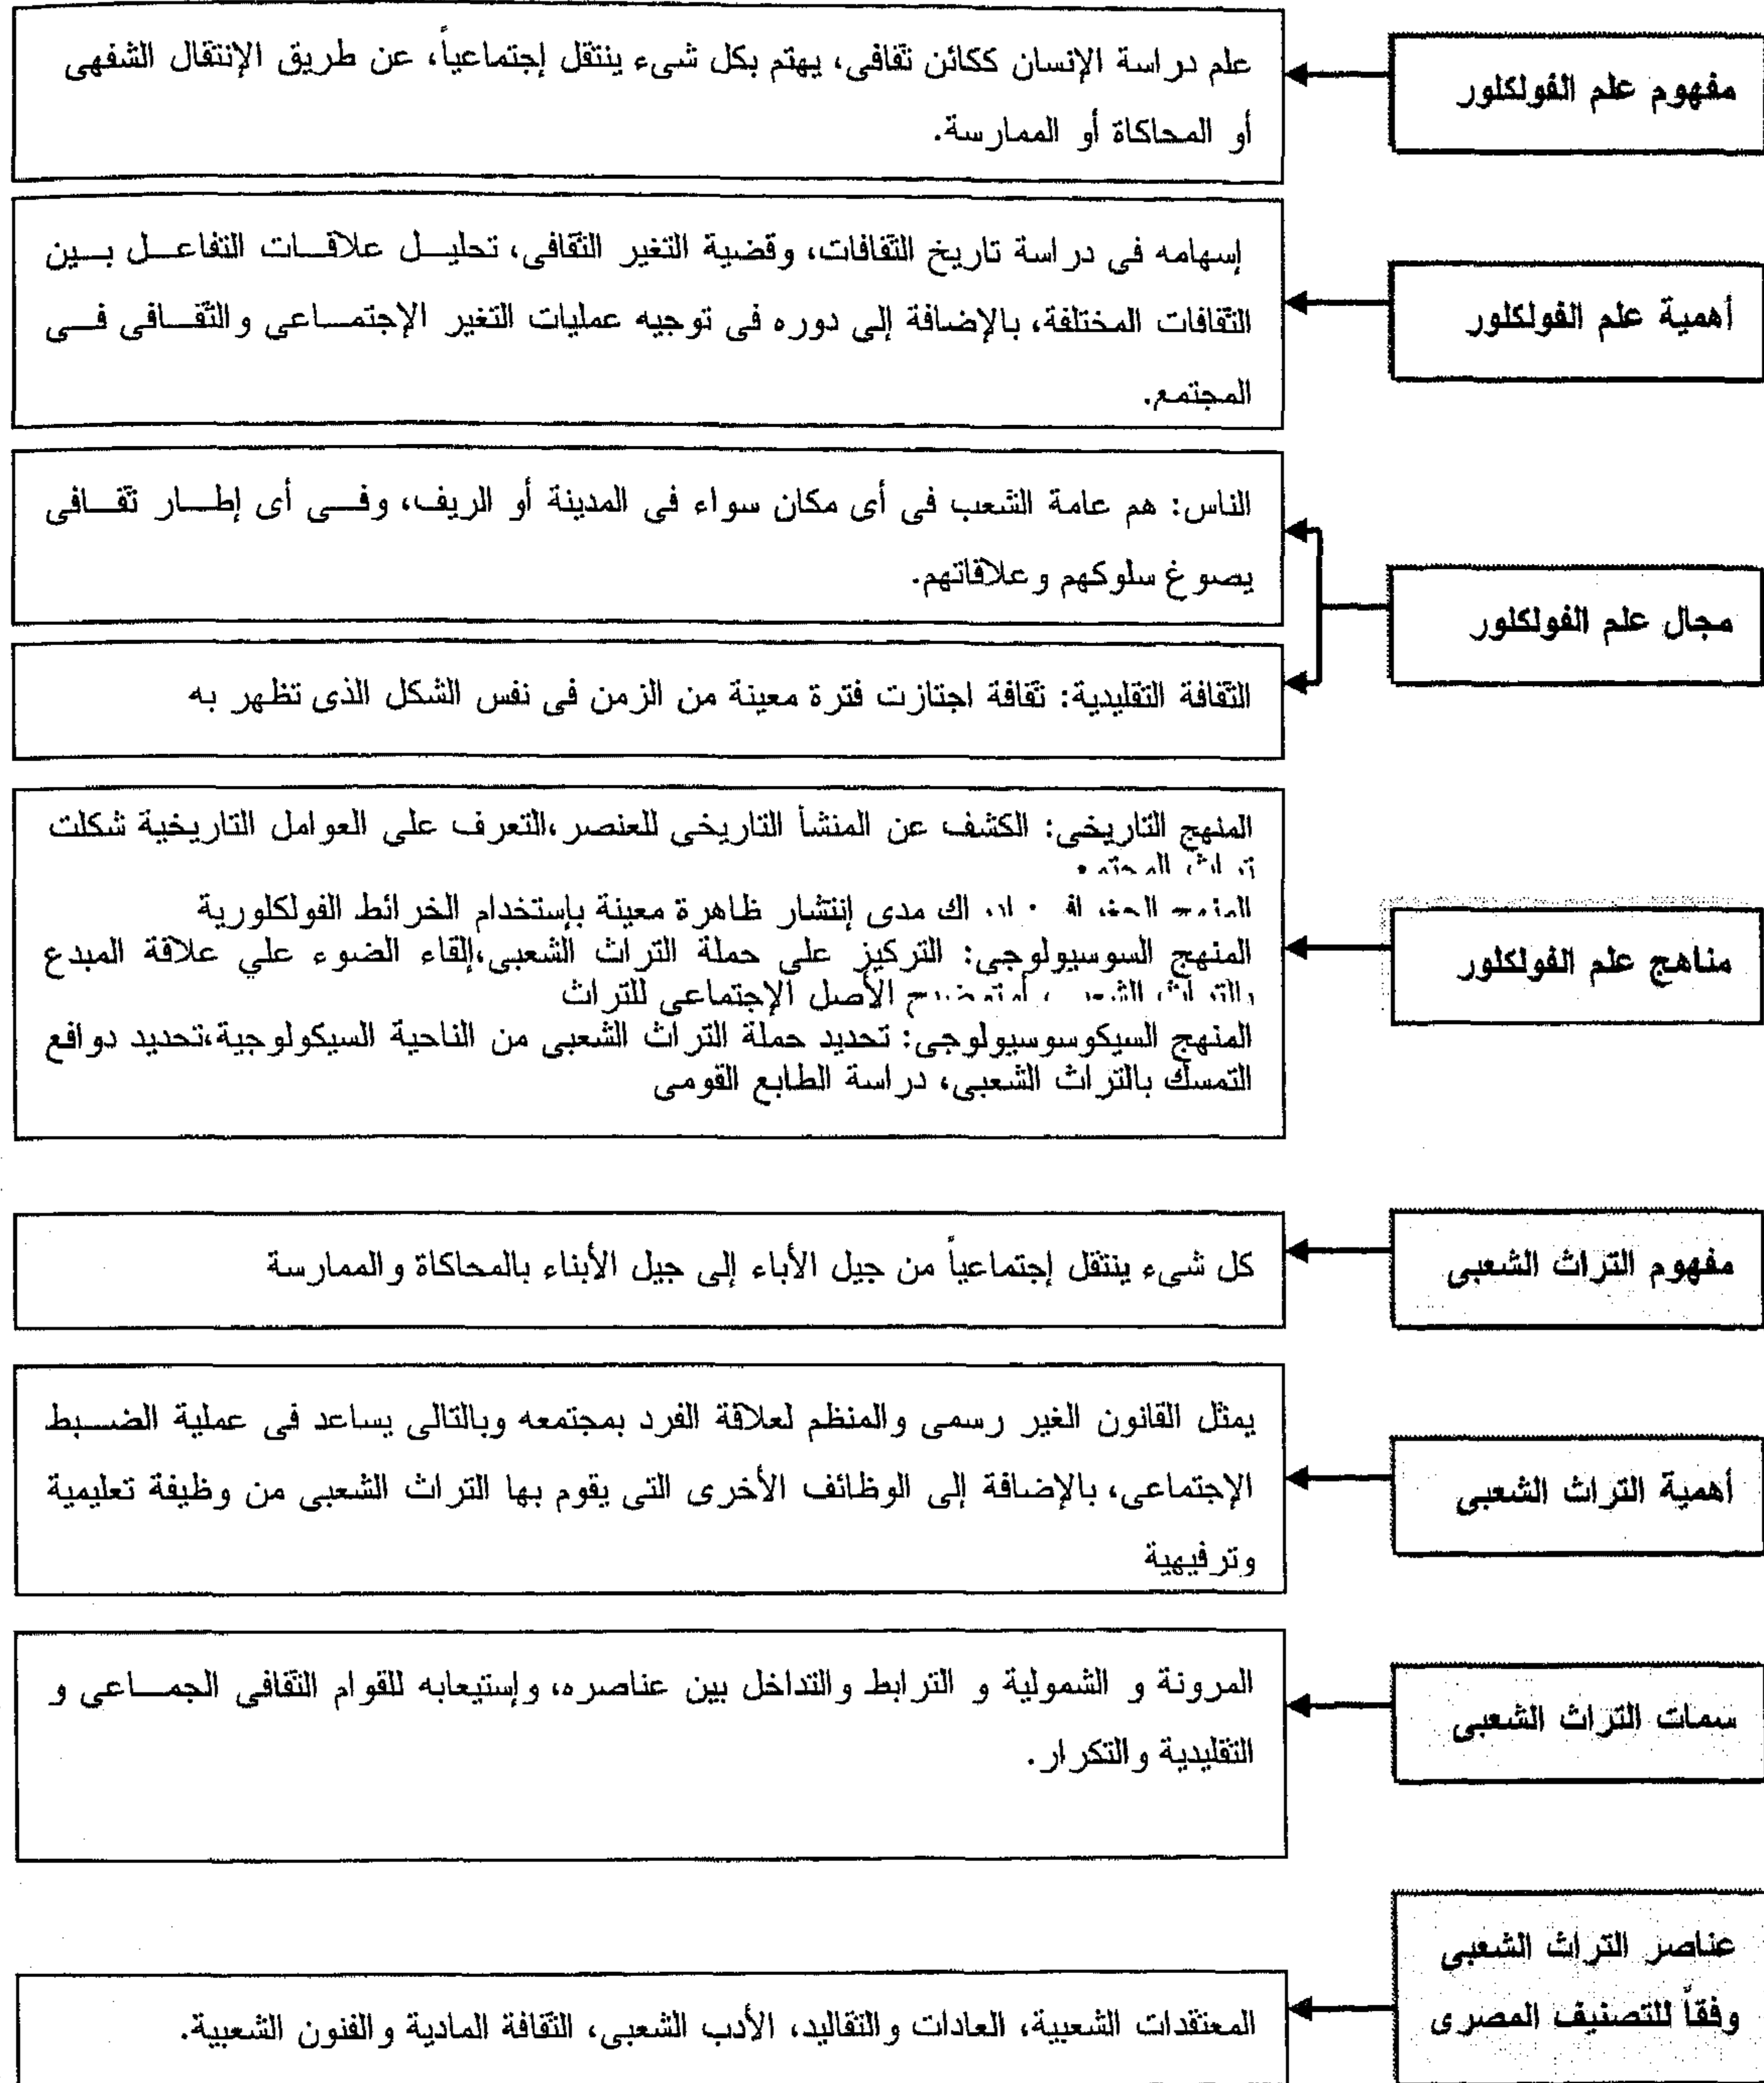 مفهوم علم الفولكلور
علم دراسة الإنسان ككائن ثقافى، يهتم بكل شىء ينتقل إجتماعياً، عن طريق الإنتقال الشفهى
أو المحاكاة أو الممارسة.
أهمية علم الفولكلور
إسهامه فى دراسة تاريخ الثقافات، وقضية التغير الثقافى، تحليل علاقات التفاعل بين
الثقافات المختلفة، بالإضافة إلى دوره فى توجيه عمليات التغير الإجتماعى والثقافى فى
المجتمع.
مجال علم الفولكلور
الناس: هم عامة الشعب فى أى مكان سواء فى المدينة أو الريف، وفى أى إطار ثقافى
يصوغ سلوكهم وعلاقاتهم.
الثقافة التقليدية: ثقافة اجتازت فترة معينة من الزمن فى نفس الشكل الذى تظهر به
مناهج علم الفولكلور
المنهج التاريخى: الكشف عن المنشأ التاريخى للعنصر،التعرف على العوامل التاريخية شكلت
مدى إنتشار ظاهرة معينة بإستخدام الخرائط الفولكلورية
المنهج السوسيولوجى: التركيز على حملة التراث الشعبى،إلقاء الضوء علي علاقة المبدع
الأصل الإجتماعى للتراث
المنهج السيكوسوسيولوجى: تحديد حملة التراث الشعبى من الناحية السيكولوجية،تحديد دوافع
التمسك بالتراث الشعبى، دراسة الطابع القومى
مفهوم التراث الشعبى
كل شىء ينتقل إجتماعياً من جيل الأباء إلى جيل الأبناء بالمحاكاة والممارسة
أهمية التراث الشعبى
يمثل القانون الغير رسمى والمنظم لعلاقة الفرد بمجتمعه وبالتالى يساعد فى عملية الضبط
الإجتماعى، بالإضافة إلى الوظائف الأخرى التى يقوم بها التراث الشعبى من وظيفة تعليمية
وترفيهية
سمات التراث الشعبى
المرونة و الشمولية و الترابط والتداخل بين عناصره، وإستيعابه للقوام الثقافى الجماعى و
التقليدية والتكرار.
عناصر التراث الشعبى
وفقاً للتصنيف المصرى
المعتقدات الشعبية، العادات والتقاليد، الأدب الشعبى، الثقافة المادية والفنون الشعبية.